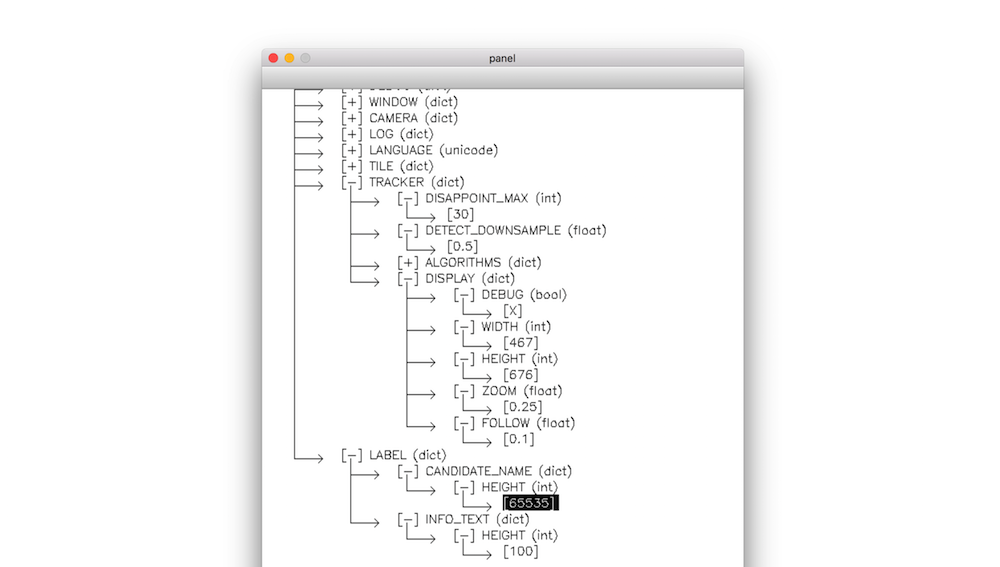 panel
[+] WINDOW (dict)
[+] CAMERA (dict)
[+] LOG (dict)
[+] LANGUAGE (unicode)
[+] TILE (dict)
[-] TRACKER (dict)
[-] DISAPPOINT_MAX (int)
[30]
[-] DETECT_DOWNSAMPLE (float)
[0.5]
[+] ALGORITHMS (dict)
[-] DISPLAY (dict)
[-] DEBUG (bool)
[X]
[-] WIDTH (int)
[467]
[-] HEIGHT (int)
[676]
[-] ZOOM (float)
[0.25]
[-] FOLLOW (float)
[0.1]
[-] LABEL (dict)
[-] CANDIDATE_NAME (dict)
[-] HEIGHT (int)
[65535]
[-] INFO_TEXT (dict)
[-] HEIGHT (int)
[100]